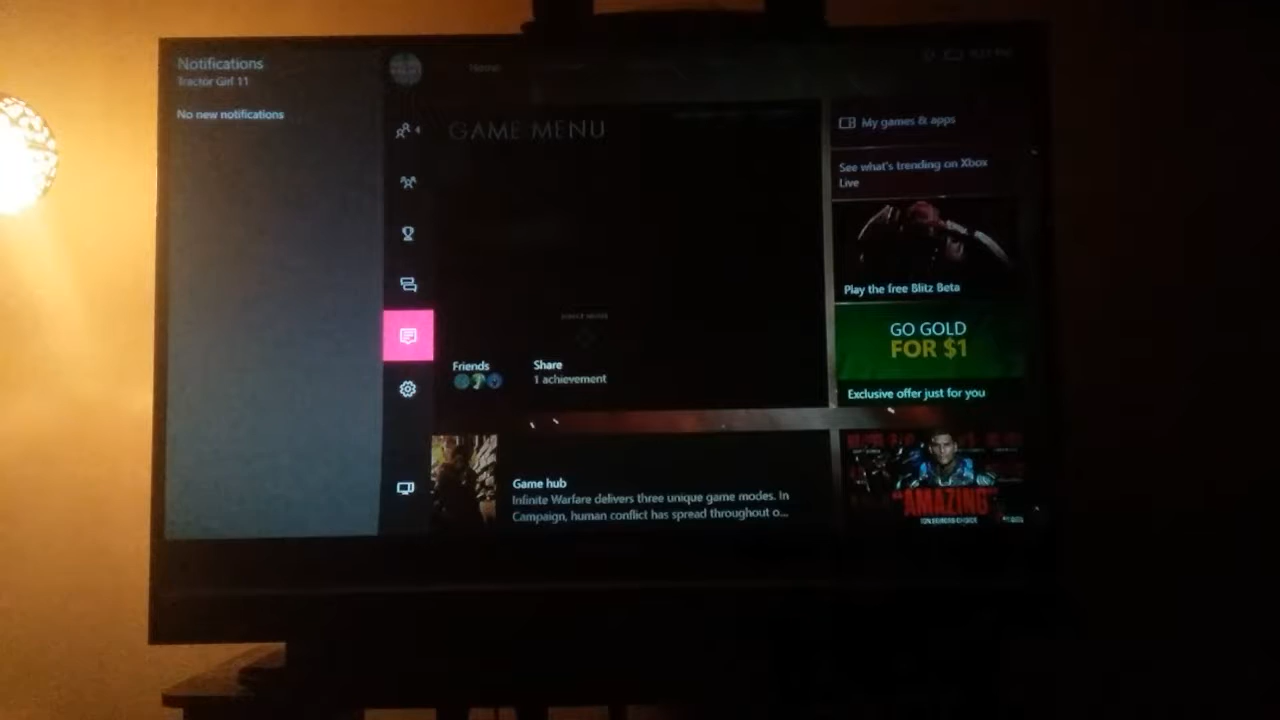 Notifications
Tractor Girl 11
No new notifications
4
Home
GAME MENU
Friends
Share
1 achievement
Game hub
Infinite Warfare delivers three unique game modes. In
Campaign, human conflict has spread throughout o...
My games & apps
See what's trending on Xbox
Live
Play the free Blitz Beta
GO GOLD
FOR $1
Exclusive offer just for you
"AMAZING"